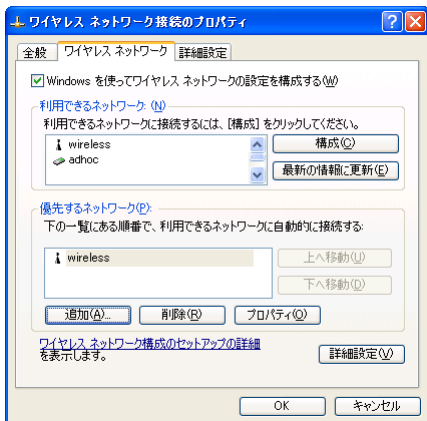 ワイヤレス ネットワーク接続のプロパティ
全般 ワイヤレス ネットワーク 詳細設定
Windows を使ってワイヤレス ネットワークの設定を構成する(W)
利用できるネットワーク: (N)
利用できるネットワークに接続するには、[構成] をクリックしてください。
wireless
adhoc
構成(C)
最新の情報に更新(E)
優先するネットワーク(P):
下の一覧にある順番で、利用できるネットワークに自動的に接続する:
wireless
上へ移動(U)
下へ移動(D)
追加(A)... 削除(R) プロパティ(O)
ワイヤレス ネットワーク構成のセットアップの詳細
を表示します。
詳細設定(V)
OK キャンセル